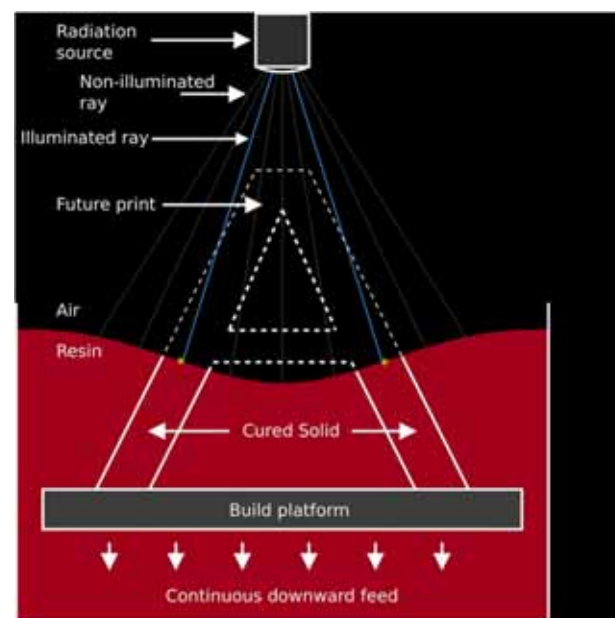 Radiation
source
Non-illuminated
ray
Illuminated ray
Future print
Air
Resin
Cured Solid
Build platform
Continuous downward feed